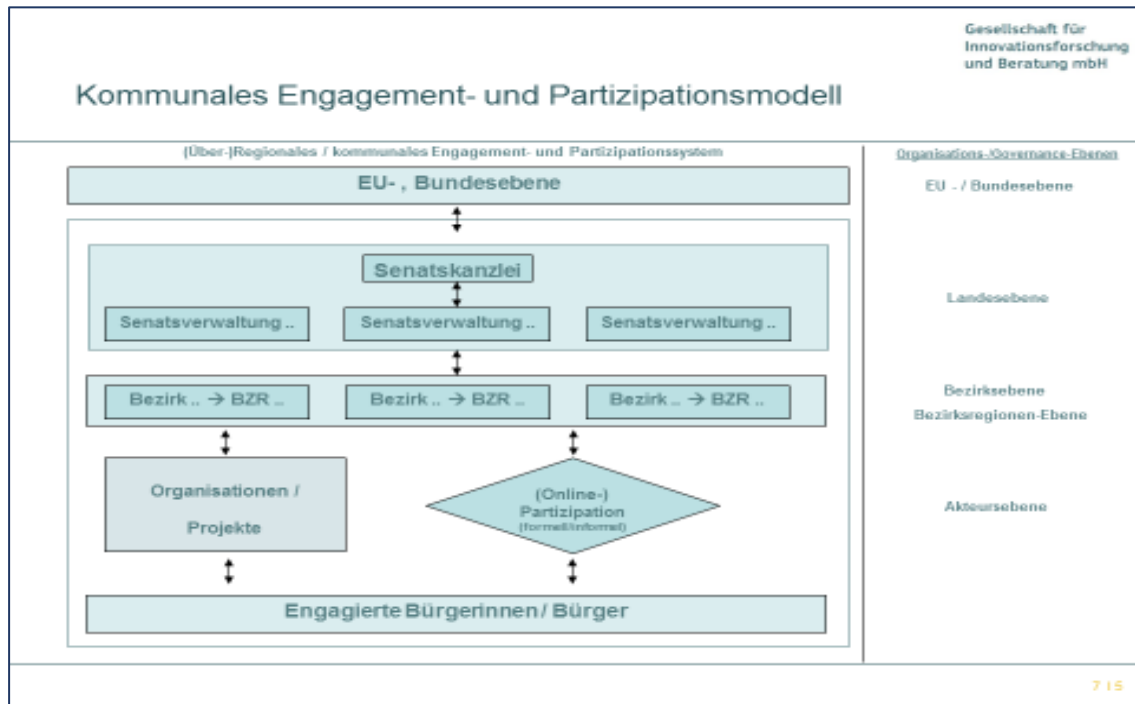 Gesellschaft für
Innovationsforschung
und Beratung mbH
Kommunales Engagement- und Partizipationsmodell
(Über-)Regionales / kommunales Engagement- und Partizipationssystem
Organisations-/Governance-Ebenen
EU- , Bundesebene
EU - / Bundesebene
Senatskanzlei
Landesebene
Senatsverwaltung ..
Senatsverwaltung ..
Senatsverwaltung ..
Bezirk .. → BZR ..
Bezirk .. → BZR ..
Bezirk .. → BZR ..
Bezirksebene
Bezirksregionen-Ebene
Organisationen /
Projekte
(Online-)
Partizipation
(formell/informel)
Akteursebene
Engagierte Bürgerinnen / Bürger
7 | 5